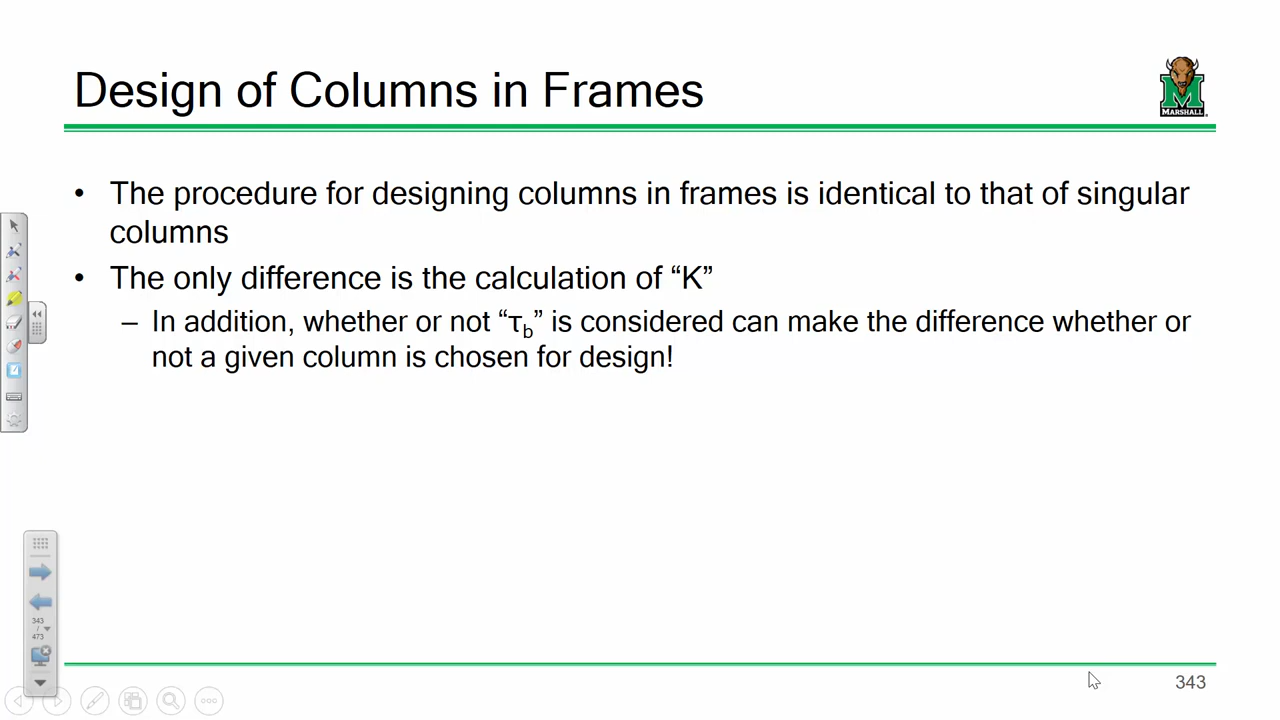 Design of Columns in Frames
MARSHALL
• The procedure for designing columns in frames is identical to that of singular
columns
• The only difference is the calculation of “K”
– In addition, whether or not “τb” is considered can make the difference whether or
not a given column is chosen for design!
343
/
473
343